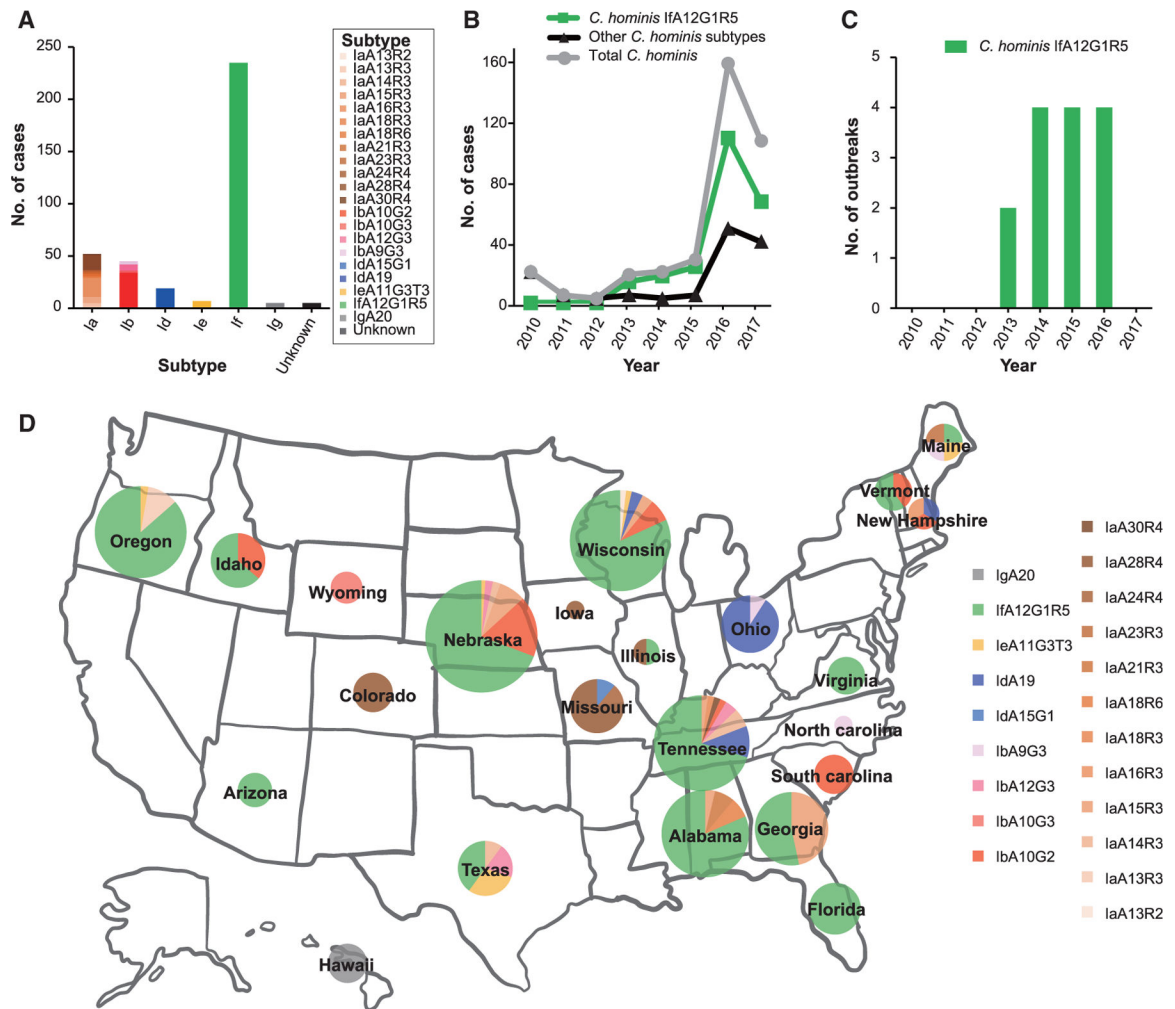 A
No. of cases
250
200
150
100
50
0
Ia
Ib
Id
Ie
If
Ig
Unknown
Subtype
Subtype
IaA13R2
IaA13R3
IaA14R3
IaA15R3
IaA16R3
IaA18R3
IaA18R6
IaA21R3
IaA23R3
IaA24R4
IaA28R4
IaA30R4
IbA10G2
IbA10G3
IbA12G3
IbA9G3
IdA15G1
IdA19
IeA11G3T3
IfA12G1R5
IgA20
Unknown
B
C. hominis IfA12G1R5
Other C. hominis subtypes
Total C. hominis
No. of cases
160
120
80
40
0
2010
2011
2012
2013
2014
2015
2016
2017
Year
C
C. hominis IfA12G1R5
No. of outbreaks
5
4
3
2
1
0
2010
2011
2012
2013
2014
2015
2016
2017
Year
D
Maine
Vermont
New Hampshire
Oregon
Idaho
Wisconsin
Wyoming
Iowa
Nebraska
Ohio
Illinois
Colorado
Missouri
Virginia
North carolina
Tennessee
South carolina
Arizona
Alabama
Georgia
Texas
Florida
Hawaii
IgA20
IfA12G1R5
IeA11G3T3
IdA19
IdA15G1
IbA9G3
IbA12G3
IbA10G3
IbA10G2
IaA30R4
IaA28R4
IaA24R4
IaA23R3
IaA21R3
IaA18R6
IaA18R3
IaA16R3
IaA15R3
IaA14R3
IaA13R3
IaA13R2